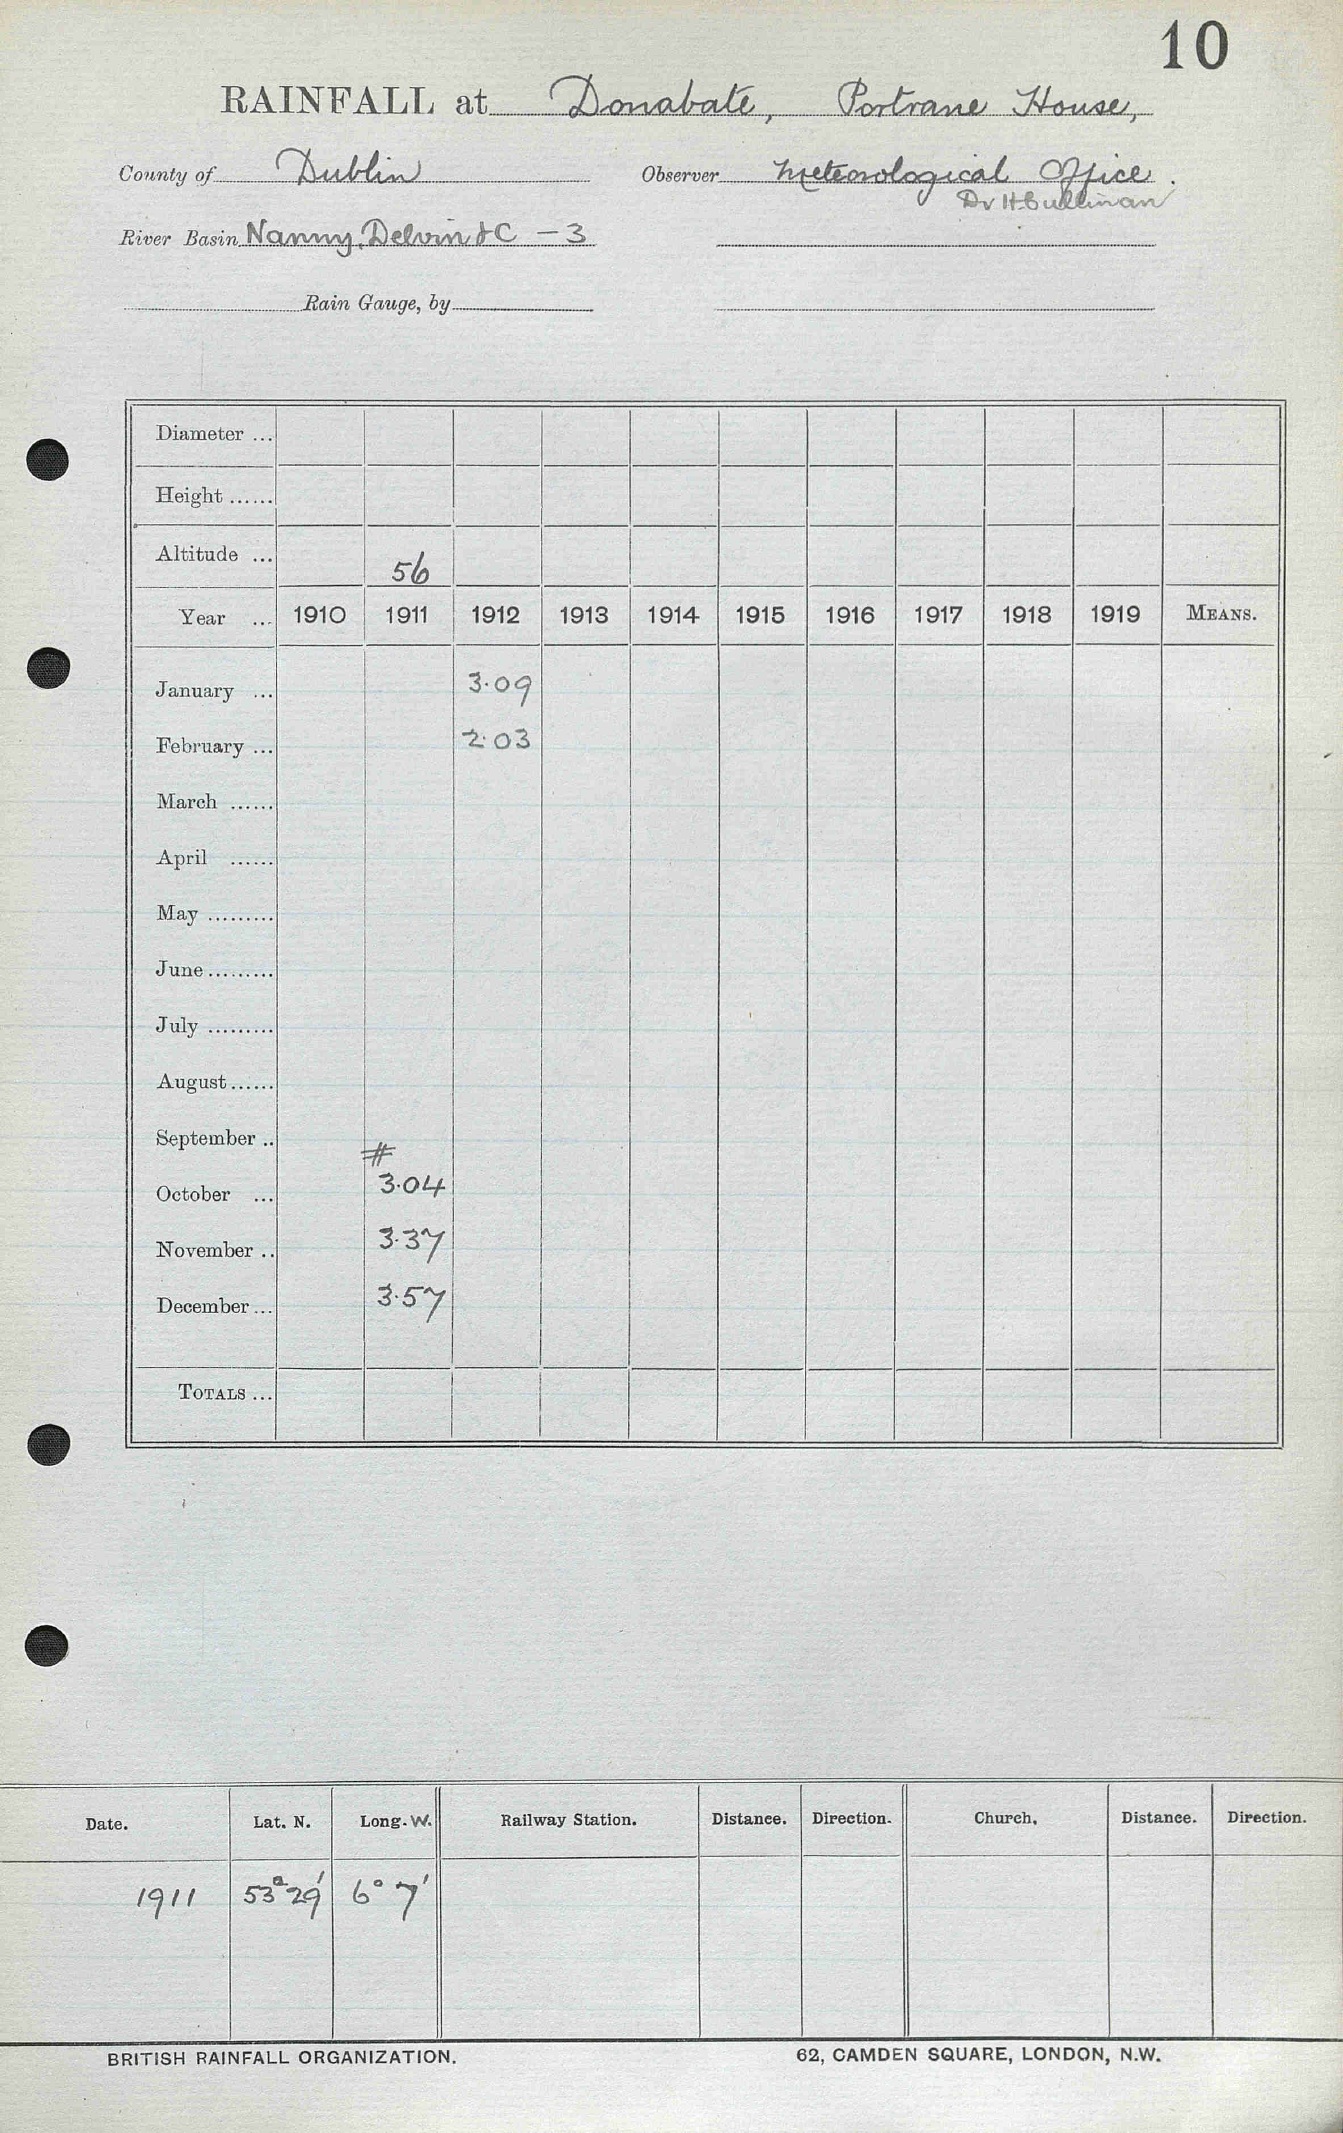 10
RAINFALL at Donabate, Portrane House,
County of Dublin Observer Meteorological Office.
Dr H Cullinan
River Basin Nanny, Delvin &C - 3
Rain Gauge, by
Diameter ...
Height ......
Altitude ... 56
Year ... 1910 1911 1912 1913 1914 1915 1916 1917 1918 1919 MEANS.
January ... 3.09
February ... 2.03
March ......
April ......
May .........
June .........
July .........
August ......
September ..
#
October ... 3.04
November .. 3.37
December ... 3.57
TOTALS ...
Date. Lat. N. Long. W. Railway Station. Distance. Direction. Church. Distance. Direction.
1911 53° 29' 6° 7'
BRITISH RAINFALL ORGANIZATION. 62, CAMDEN SQUARE, LONDON, N.W.